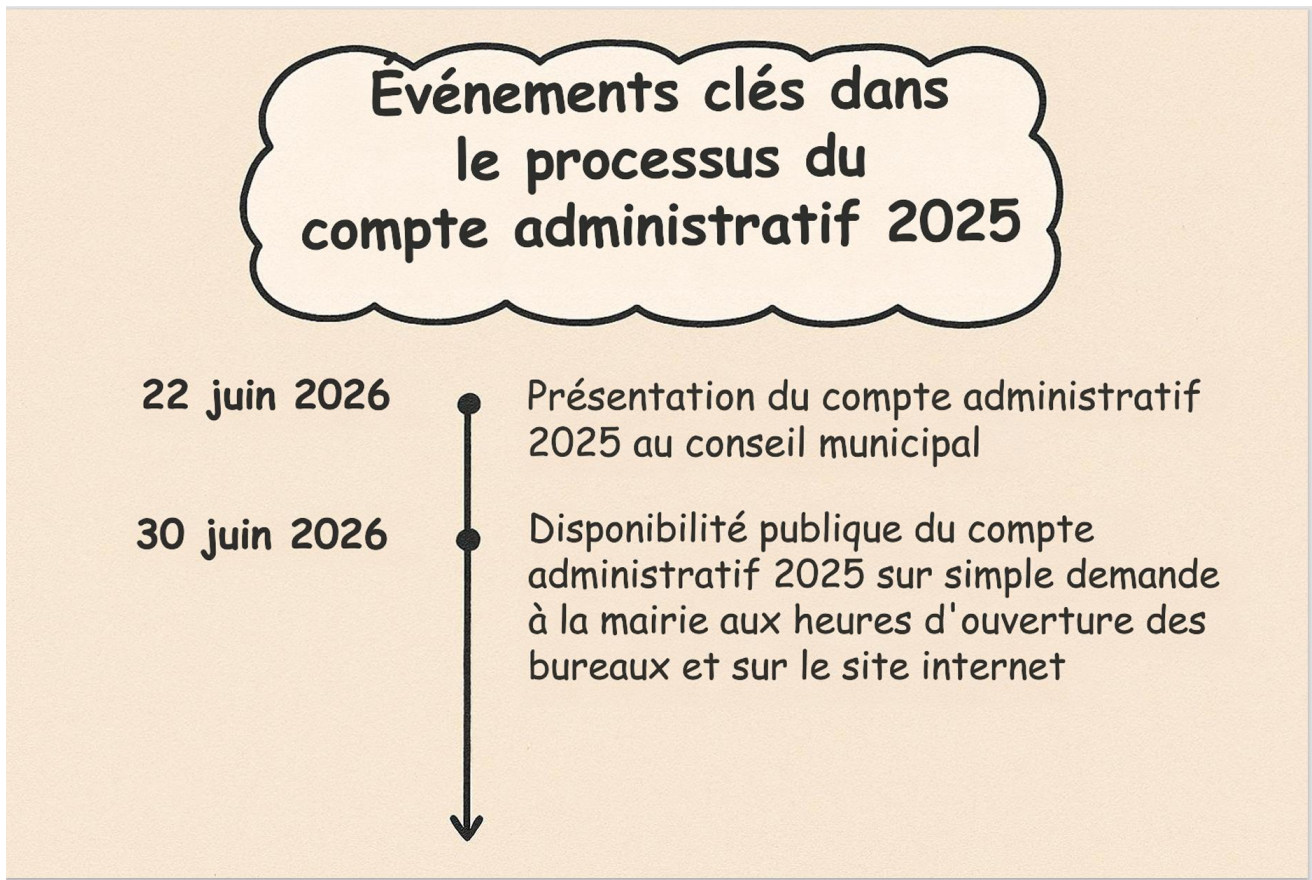 Événements clés dans
le processus du
compte administratif 2025
22 juin 2026
Présentation du compte administratif
2025 au conseil municipal
30 juin 2026
Disponibilité publique du compte
administratif 2025 sur simple demande
à la mairie aux heures d'ouverture des
bureaux et sur le site internet